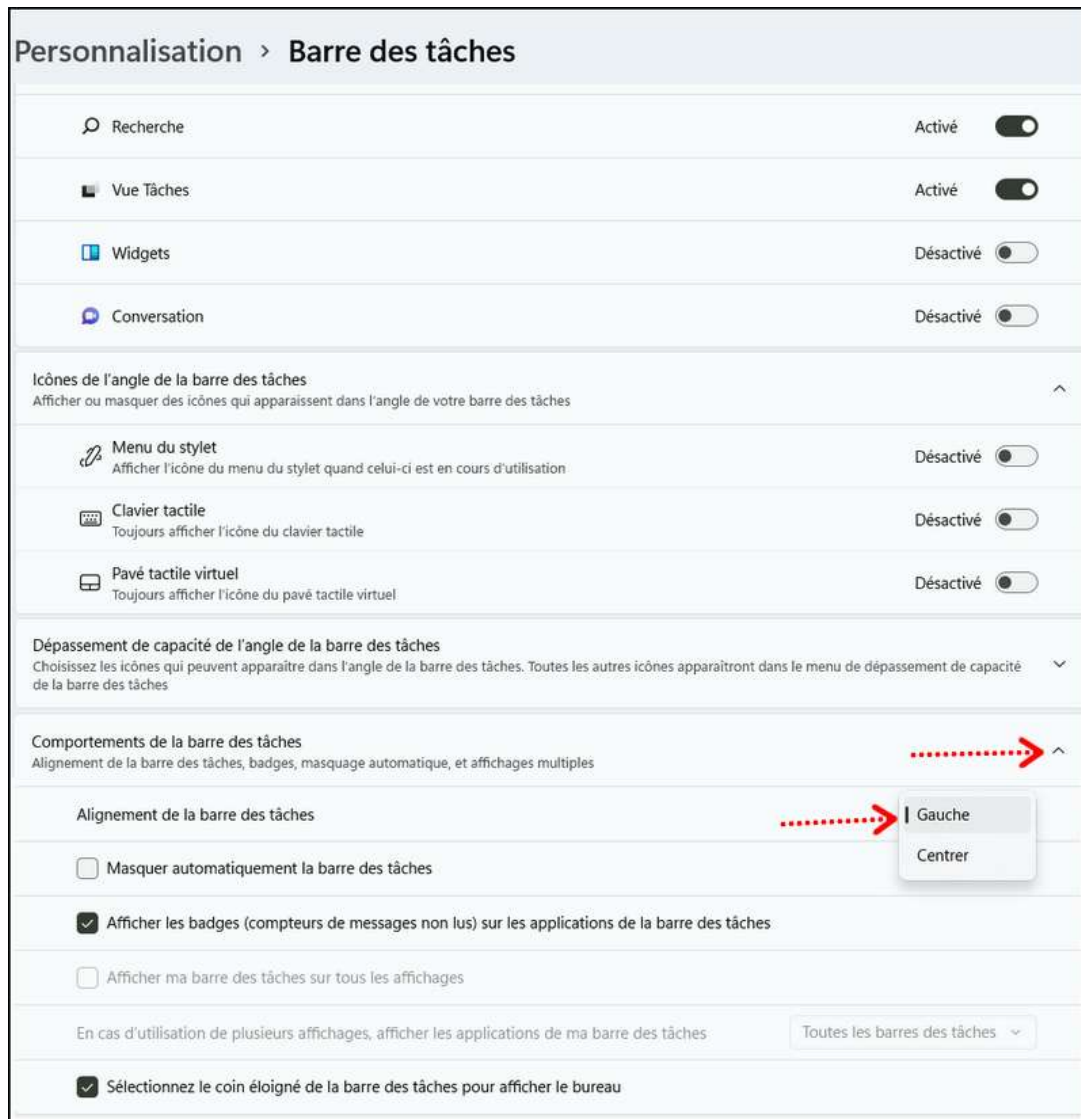 Personnalisation > Barre des tâches
Recherche Activé
Vue Tâches Activé
Widgets Désactivé
Conversation Désactivé
Icônes de l'angle de la barre des tâches
Afficher ou masquer des icônes qui apparaissent dans l'angle de votre barre des tâches
Menu du stylet
Afficher l'icône du menu du stylet quand celui-ci est en cours d'utilisation
Désactivé
Clavier tactile
Toujours afficher l'icône du clavier tactile
Désactivé
Pavé tactile virtuel
Toujours afficher l'icône du pavé tactile virtuel
Désactivé
Dépassement de capacité de l'angle de la barre des tâches
Choisissez les icônes qui peuvent apparaître dans l'angle de la barre des tâches. Toutes les autres icônes apparaîtront dans le menu de dépassement de capacité
de la barre des tâches
Comportements de la barre des tâches
Alignement de la barre des tâches, badges, masquage automatique, et affichages multiples
Alignement de la barre des tâches
Gauche
Centrer
Masquer automatiquement la barre des tâches
Afficher les badges (compteurs de messages non lus) sur les applications de la barre des tâches
Afficher ma barre des tâches sur tous les affichages
En cas d'utilisation de plusieurs affichages, afficher les applications de ma barre des tâches Toutes les barres des tâches
Sélectionnez le coin éloigné de la barre des tâches pour afficher le bureau